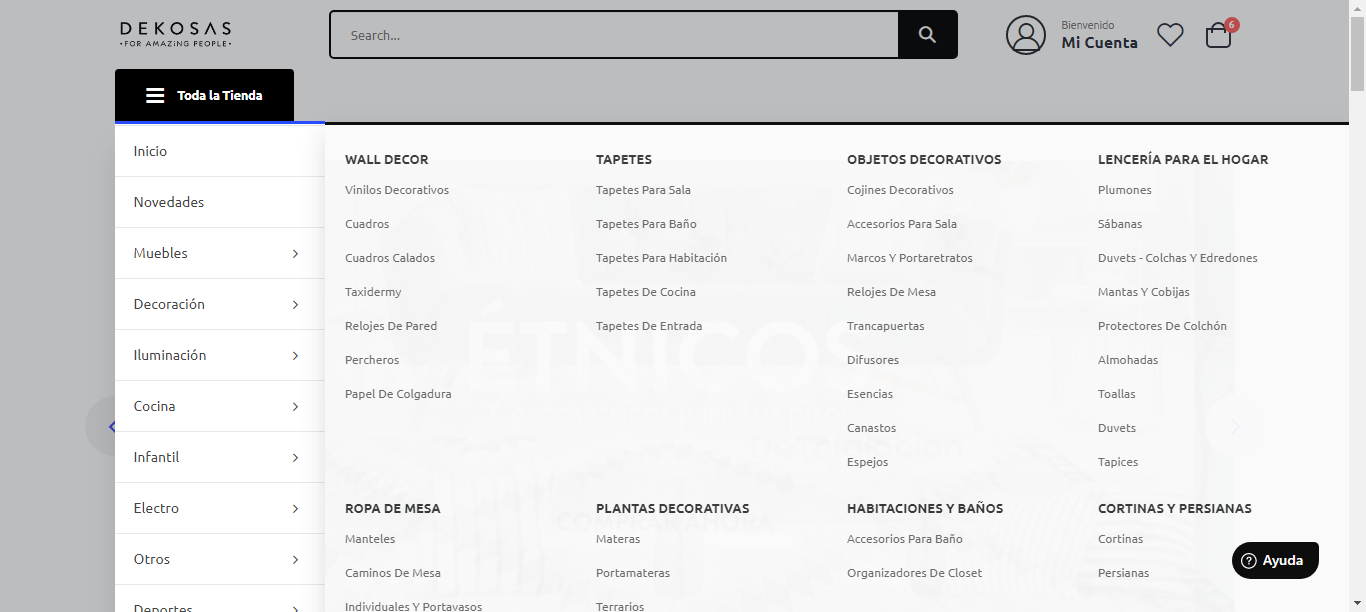 DEKOSAS
•FOR AMAZING PEOPLE•
Search...
Bienvenido
Mi Cuenta
6
Toda la Tienda
Inicio
Novedades
Muebles
Decoración
Iluminación
Cocina
Infantil
Electro
Otros
Deportes
WALL DECOR
Vinilos Decorativos
Cuadros
Cuadros Calados
Taxidermy
Relojes De Pared
Percheros
Papel De Colgadura
TAPETES
Tapetes Para Sala
Tapetes Para Baño
Tapetes Para Habitación
Tapetes De Cocina
Tapetes De Entrada
OBJETOS DECORATIVOS
Cojines Decorativos
Accesorios Para Sala
Marcos Y Portaretratos
Relojes De Mesa
Trancapuertas
Difusores
Esencias
Canastos
Espejos
LENCERÍA PARA EL HOGAR
Plumones
Sábanas
Duvets - Colchas Y Edredones
Mantas Y Cobijas
Protectores De Colchón
Almohadas
Toallas
Duvets
Tapices
ROPA DE MESA
Manteles
Caminos De Mesa
Individuales Y Portavasos
PLANTAS DECORATIVAS
Materas
Portamateras
Terrarios
HABITACIONES Y BAÑOS
Accesorios Para Baño
Organizadores De Closet
CORTINAS Y PERSIANAS
Cortinas
Persianas
ÉTNICOS
COMPRAR AHORA
Ayuda